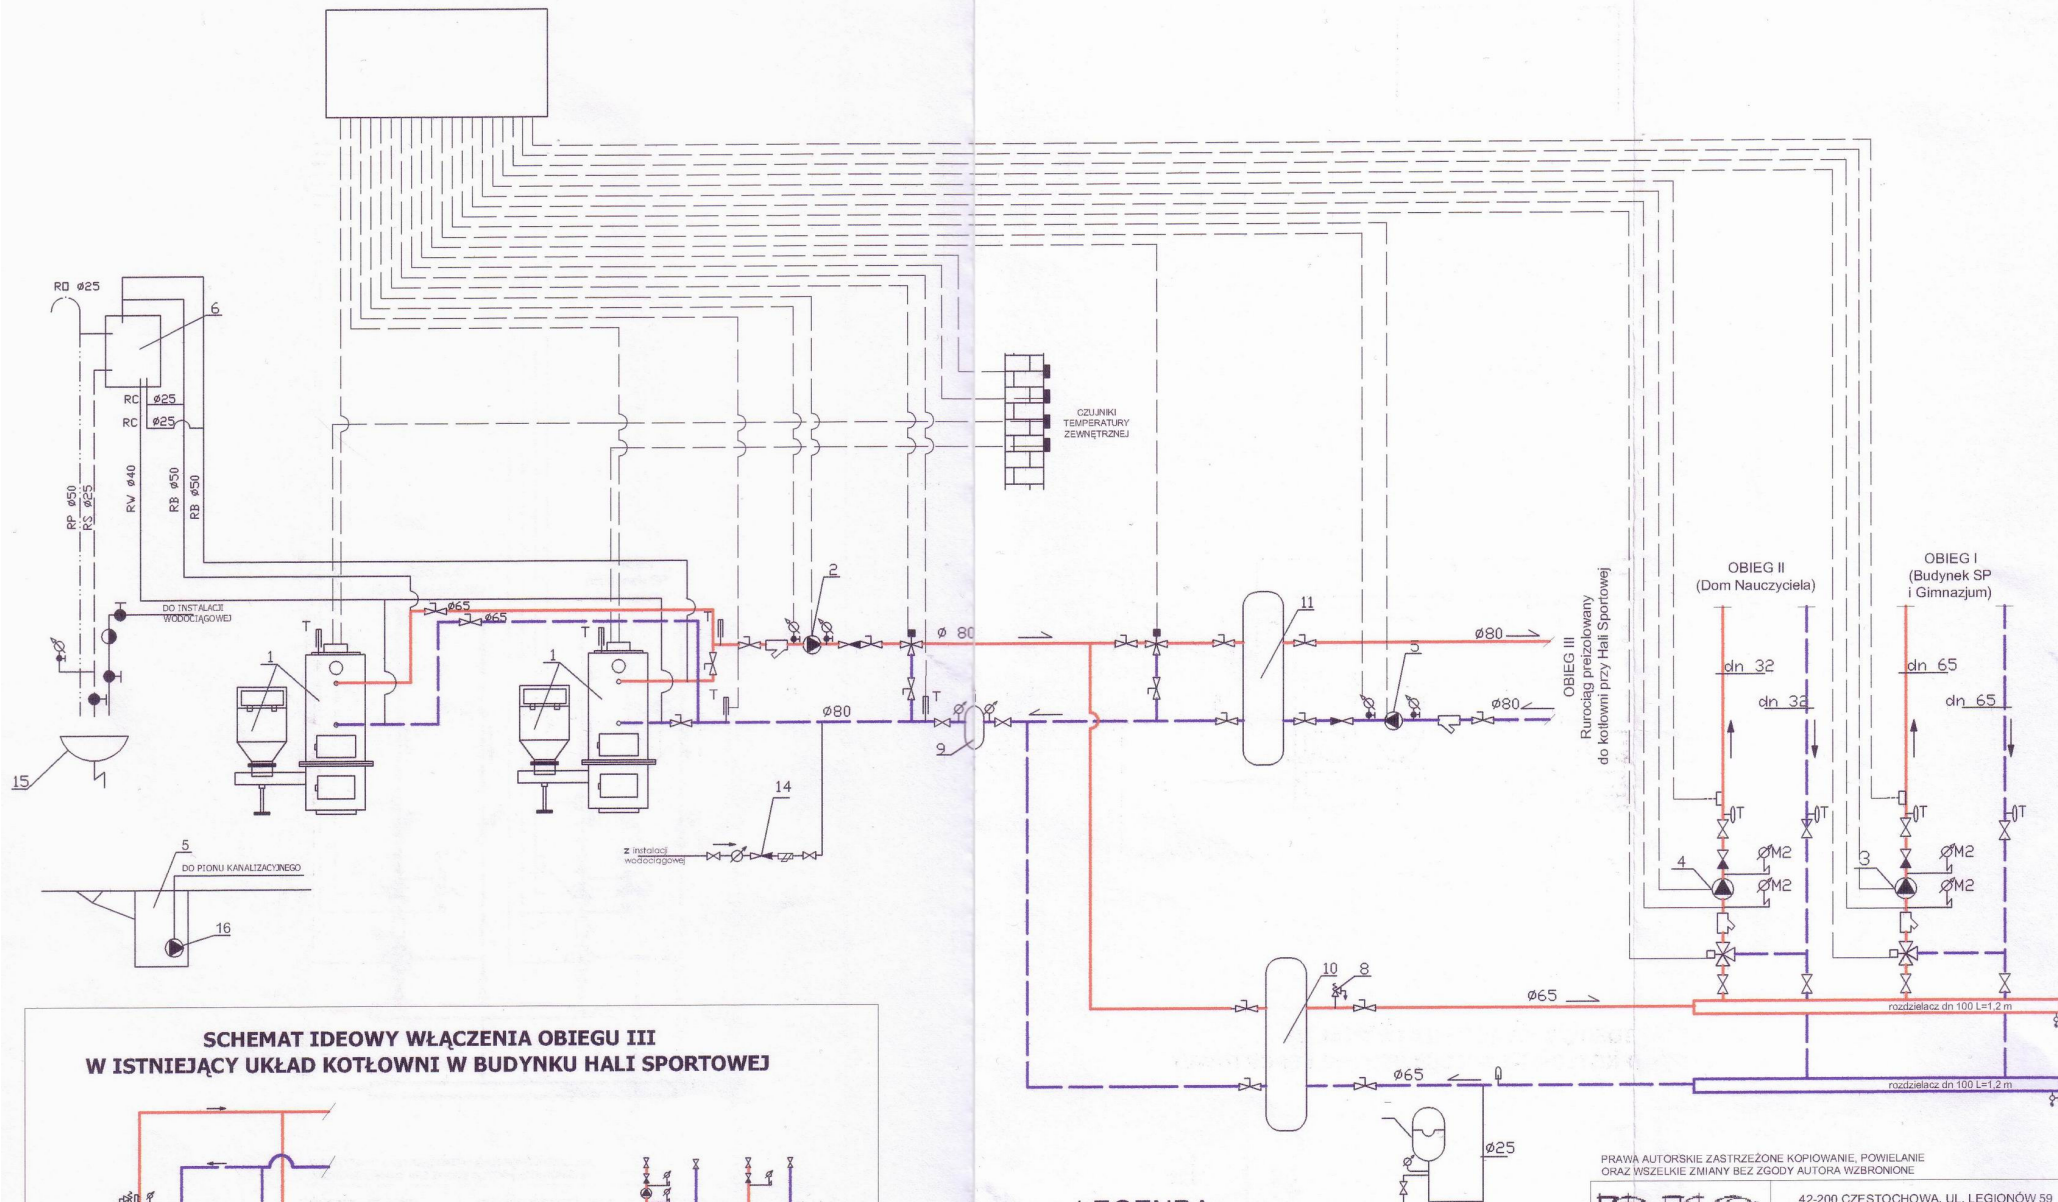 RO ø25
6
RC ø25
RC ø25
RP ø50
RS ø25
RW ø40
RB ø50
RB ø50
DO INSTALACJI
WODOCIĄGOWEJ
1
T
ø65
ø65
1
T
T
T
2
ø 80
T
ø80
9
CZUJNIKI
TEMPERATURY
ZEWNĘTRZNEJ
11
ø80
5
ø80
OBIEG III
Rurociąg preizolowany
do kotłowni przy Hali Sportowej
OBIEG II
(Dom Nauczyciela)
OBIEG I
(Budynek SP
i Gimnazjum)
dn 32
dn 32
dn 65
dn 65
T
T
T
T
4
M2
M2
3
M2
M2
15
14
z instalacji
wodociągowej
5
DO PIONU KANALIZACYJNEGO
16
10
8
ø65
rozdzielacz dn 100 L=1,2 m
ø65
rozdzielacz dn 100 L=1,2 m
ø25
SCHEMAT IDEOWY WŁĄCZENIA OBIEGU III
W ISTNIEJĄCY UKŁAD KOTŁOWNI W BUDYNKU HALI SPORTOWEJ
PRAWA AUTORSKIE ZASTRZEŻONE KOPIOWANIE, POWIELANIE
ORAZ WSZELKIE ZMIANY BEZ ZGODY AUTORA WZBRONIONE
42-200 CZĘSTOCHOWA, UL. LEGIONÓW 59